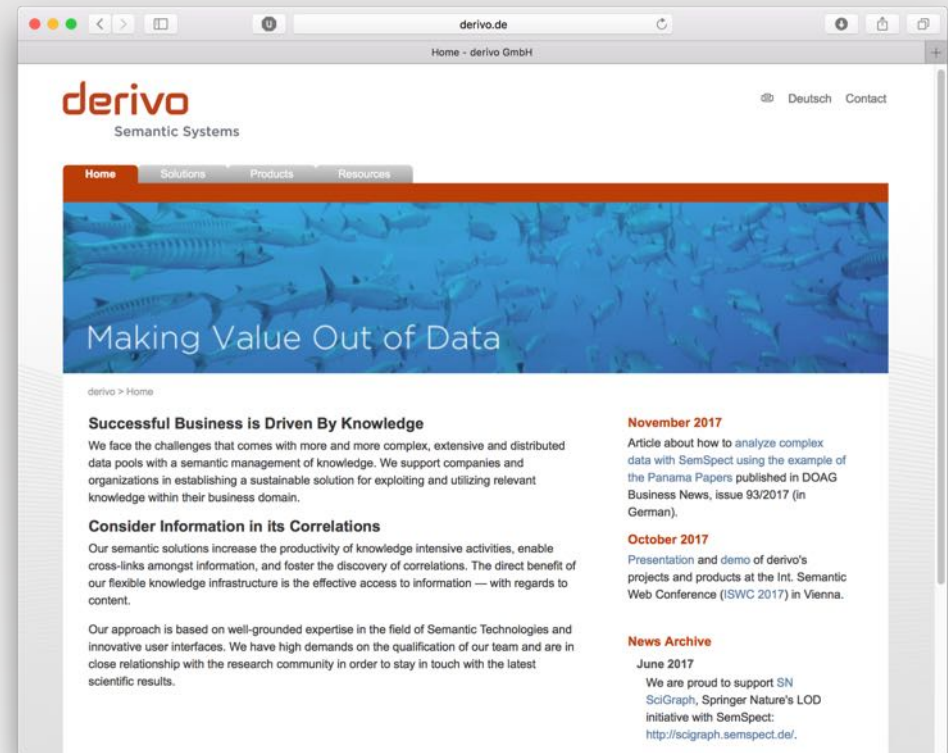 derivo.de
Home - derivo GmbH
derivo
Semantic Systems
Deutsch Contact
Home Solutions Products Resources
Making Value Out of Data
derivo > Home
Successful Business is Driven By Knowledge
We face the challenges that comes with more and more complex, extensive and distributed
data pools with a semantic management of knowledge. We support companies and
organizations in establishing a sustainable solution for exploiting and utilizing relevant
knowledge within their business domain.
Consider Information in its Correlations
Our semantic solutions increase the productivity of knowledge intensive activities, enable
cross-links amongst information, and foster the discovery of correlations. The direct benefit of
our flexible knowledge infrastructure is the effective access to information — with regards to
content.
Our approach is based on well-grounded expertise in the field of Semantic Technologies and
innovative user interfaces. We have high demands on the qualification of our team and are in
close relationship with the research community in order to stay in touch with the latest
scientific results.
November 2017
Article about how to analyze complex
data with SemSpect using the example of
the Panama Papers published in DOAG
Business News, issue 93/2017 (in
German).
October 2017
Presentation and demo of derivo's
projects and products at the Int. Semantic
Web Conference (ISWC 2017) in Vienna.
News Archive
June 2017
We are proud to support SN
SciGraph, Springer Nature's LOD
initiative with SemSpect:
http://scigraph.semspect.de/.